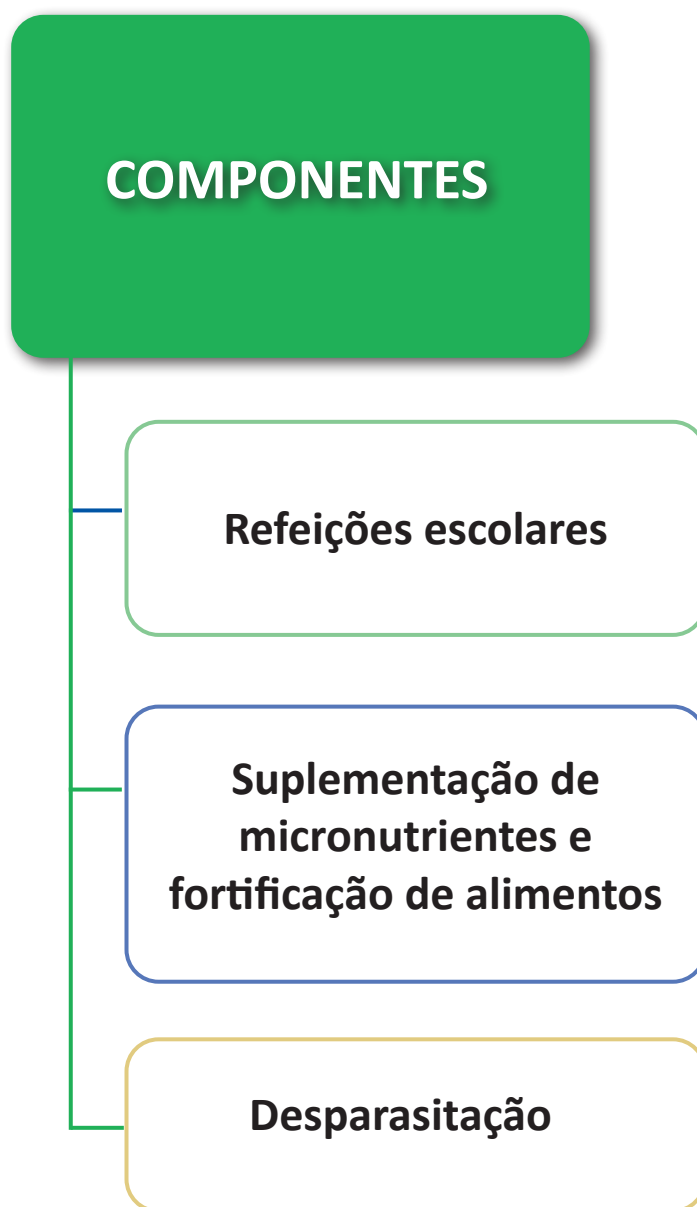 COMPONENTES
Refeições escolares
Suplementação de
micronutrientes e
fortificação de alimentos
Desparasitação